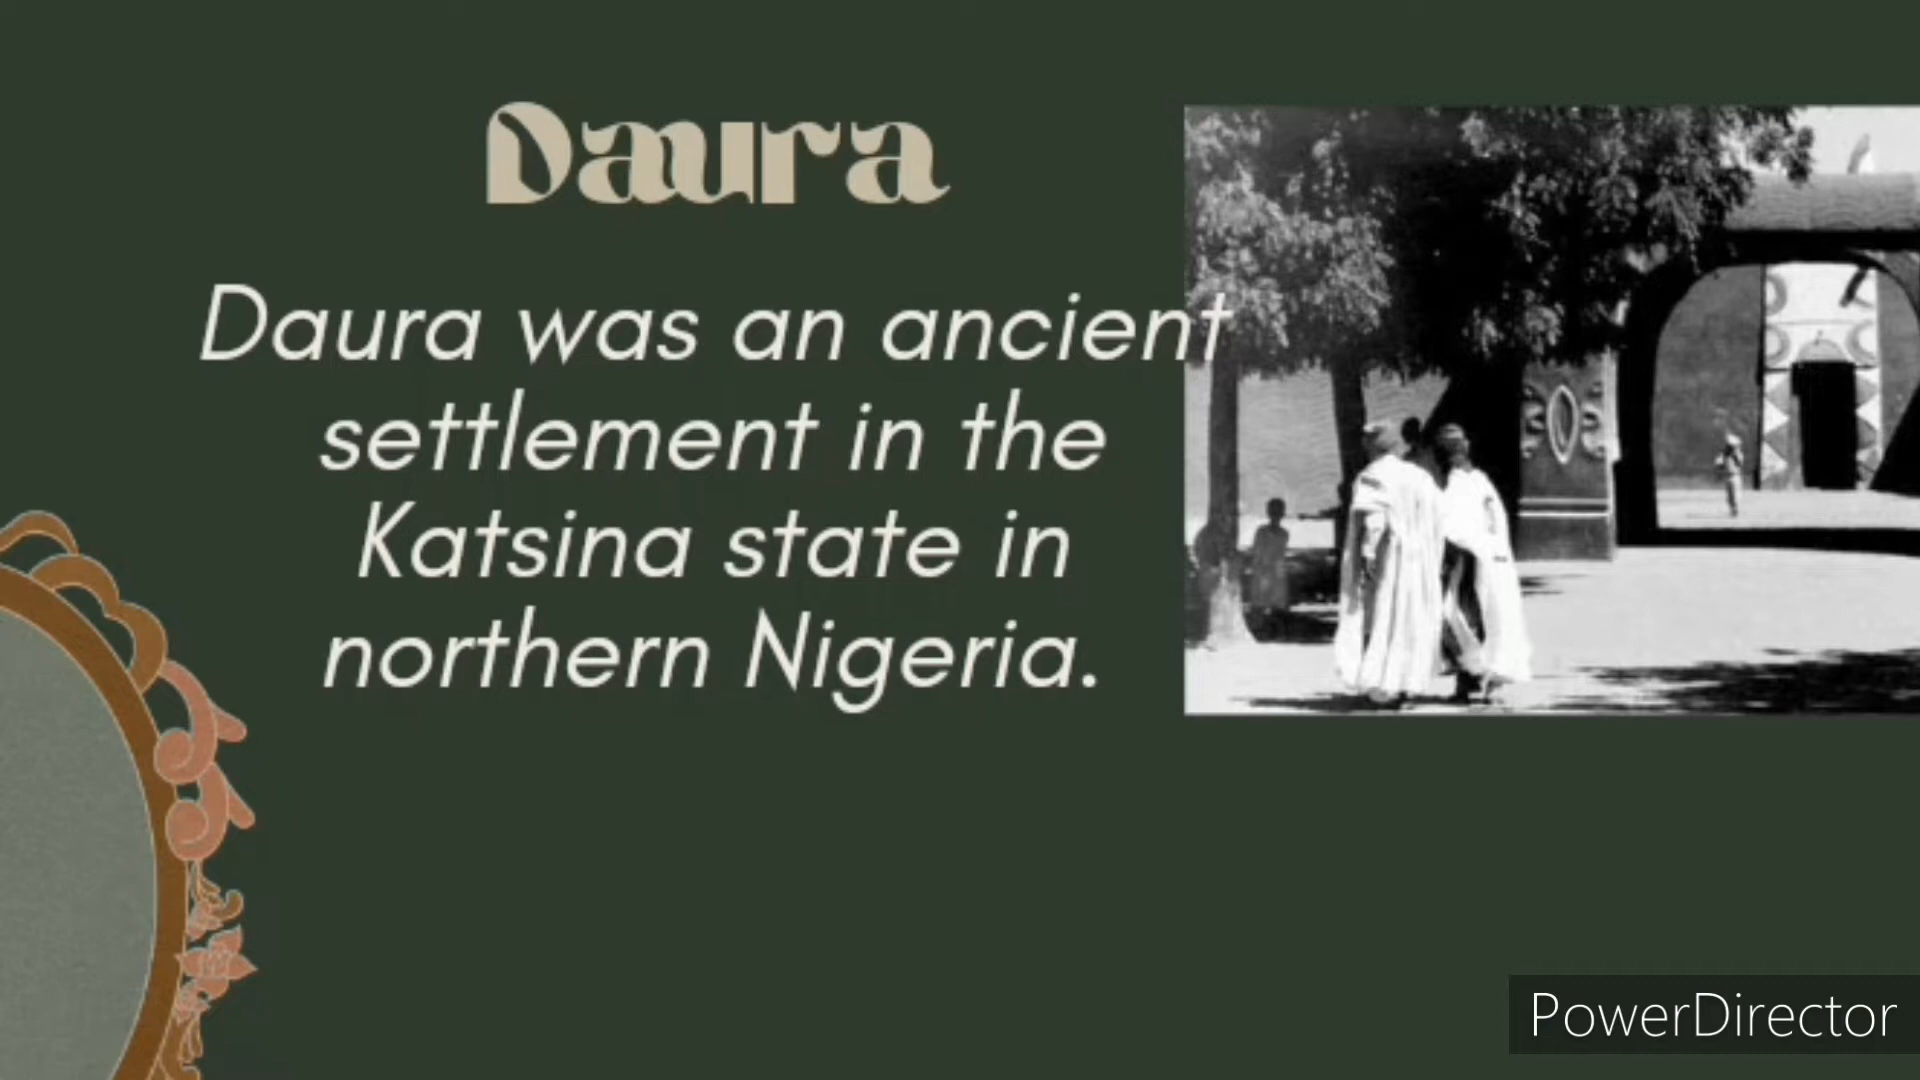 Daura
Daura was an ancient
settlement in the
Katsina state in
northern Nigeria.
PowerDirector